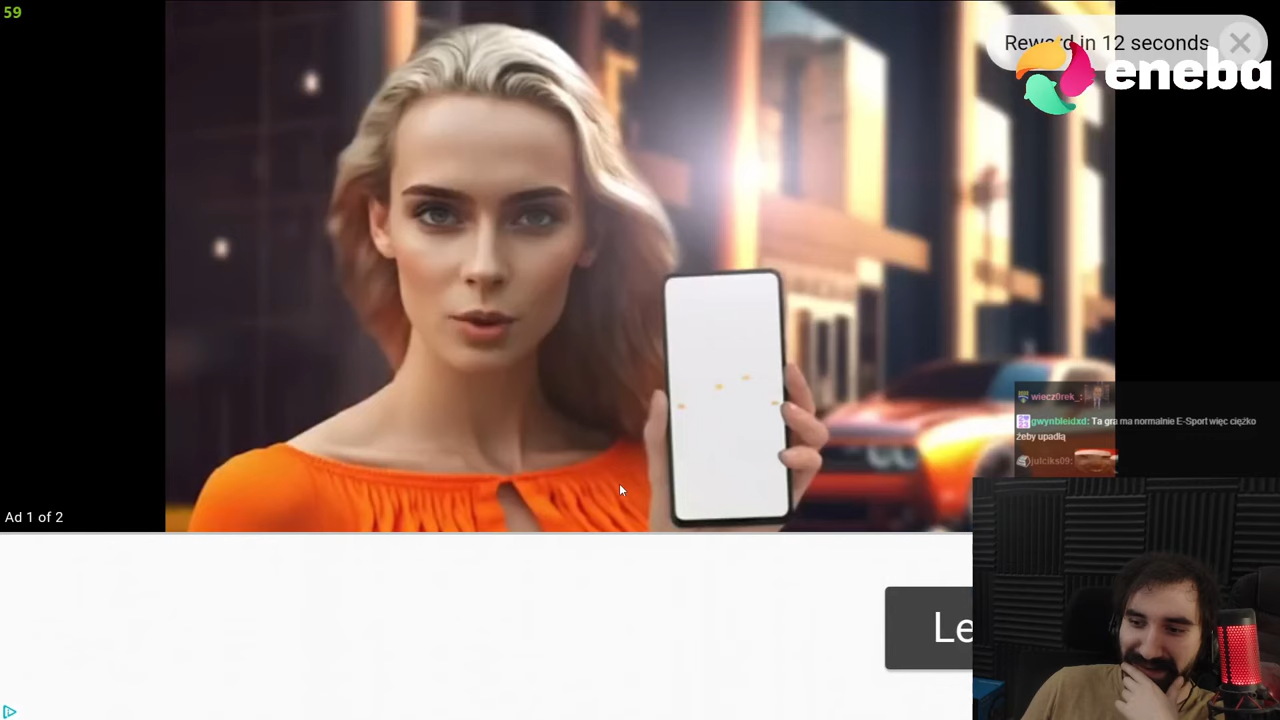 59
Reward in 12 seconds
eneba
wiecz0rek_:
gwynbleidxd: Ta gra ma normalnie E-Sport więc ciężko
żeby upadłą
julciks09:
Ad 1 of 2
Le